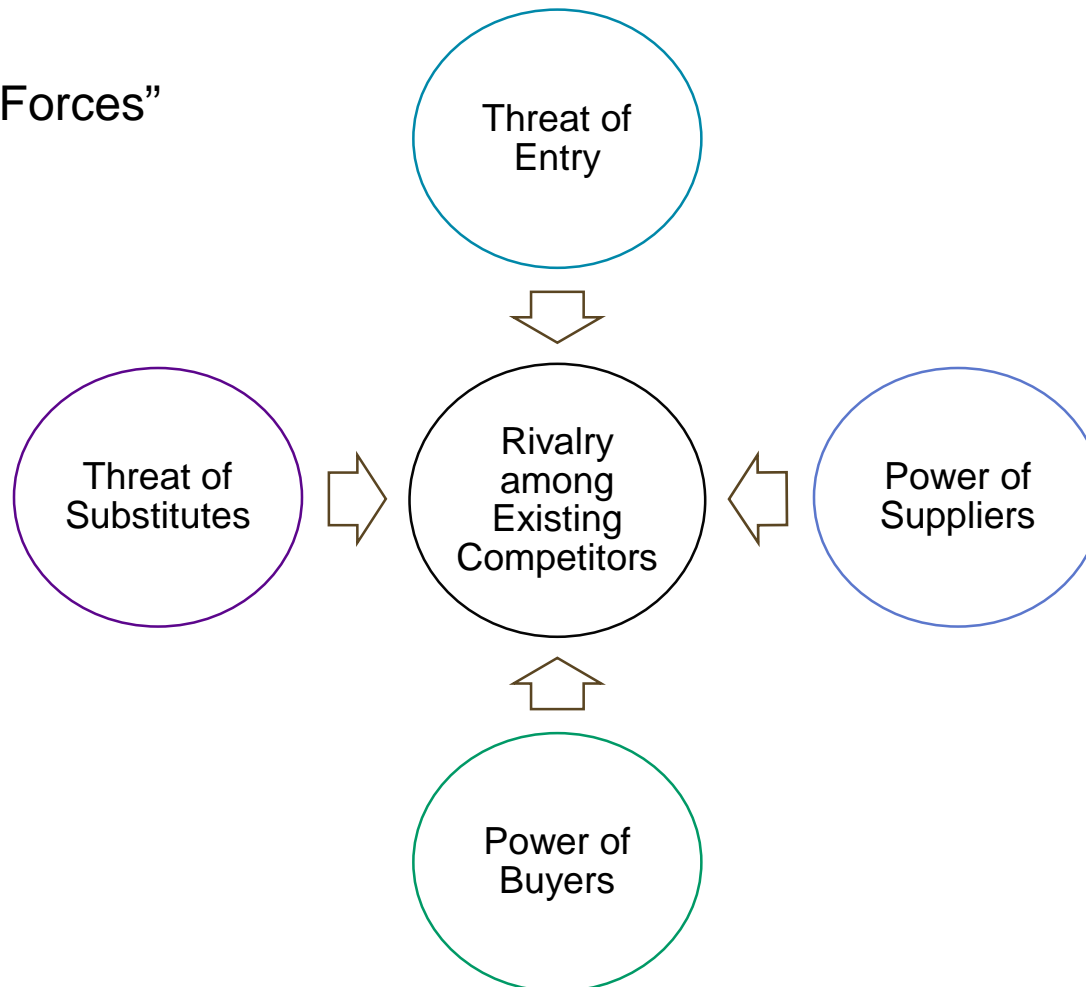 Forces”
Threat of
Entry
Threat of
Substitutes
Rivalry
among
Existing
Competitors
Power of
Suppliers
Power of
Buyers